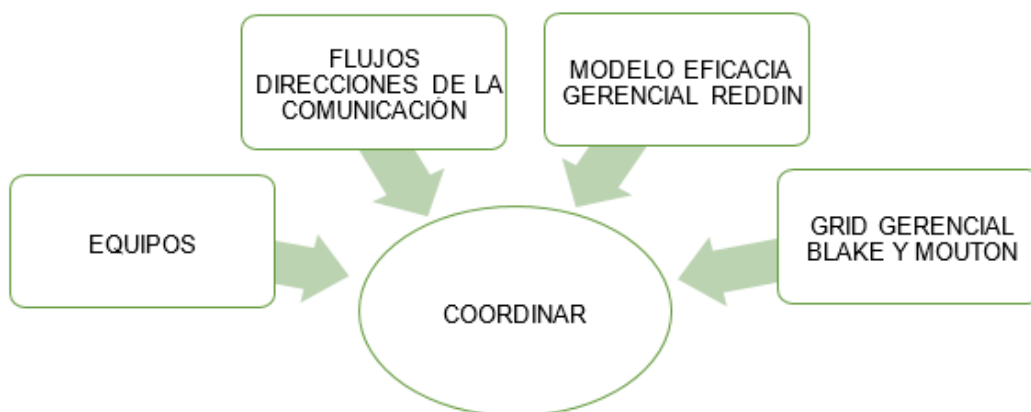 FLUJOS
DIRECCIONES DE LA
COMUNICACIÓN
MODELO EFICACIA
GERENCIAL REDDIN
EQUIPOS
GRID GERENCIAL
BLAKE Y MOUTON
COORDINAR